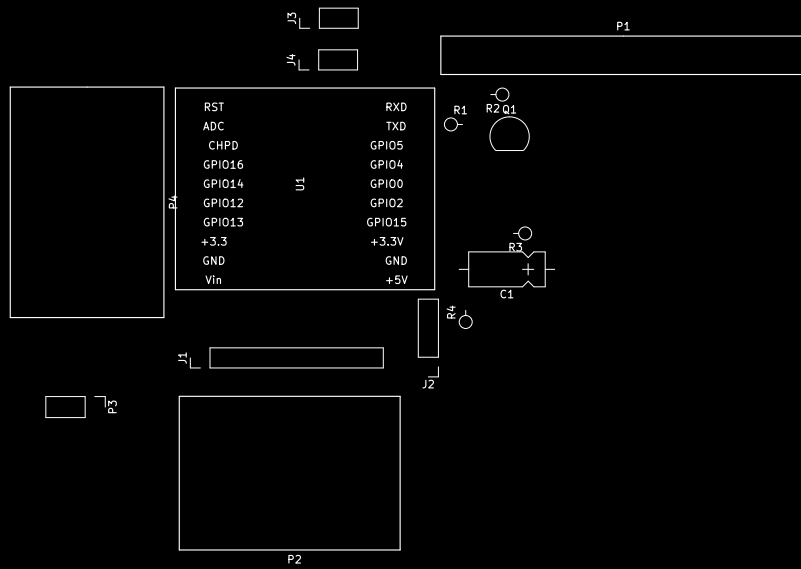 J3
P1
J4
R2 Q1
R1
RST RXD
ADC TXD
CHPD GPIO5
GPIO16 GPIO4
GPIO14 U1 GPIO0
P4
GPIO12 GPIO2
GPIO13 GPIO15
+3.3 +3.3V
GND GND
Vin +5V
R3
C1
R4
J1
J2
P3
P2